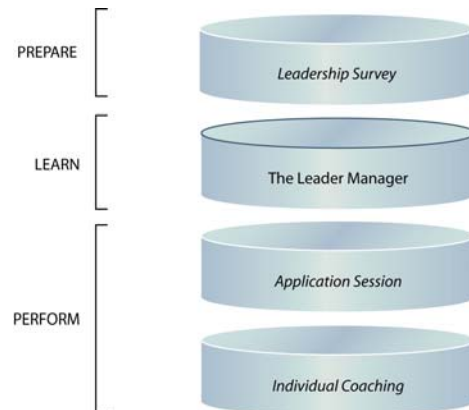 PREPARE
Leadership Survey
LEARN
The Leader Manager
Application Session
PERFORM
Individual Coaching